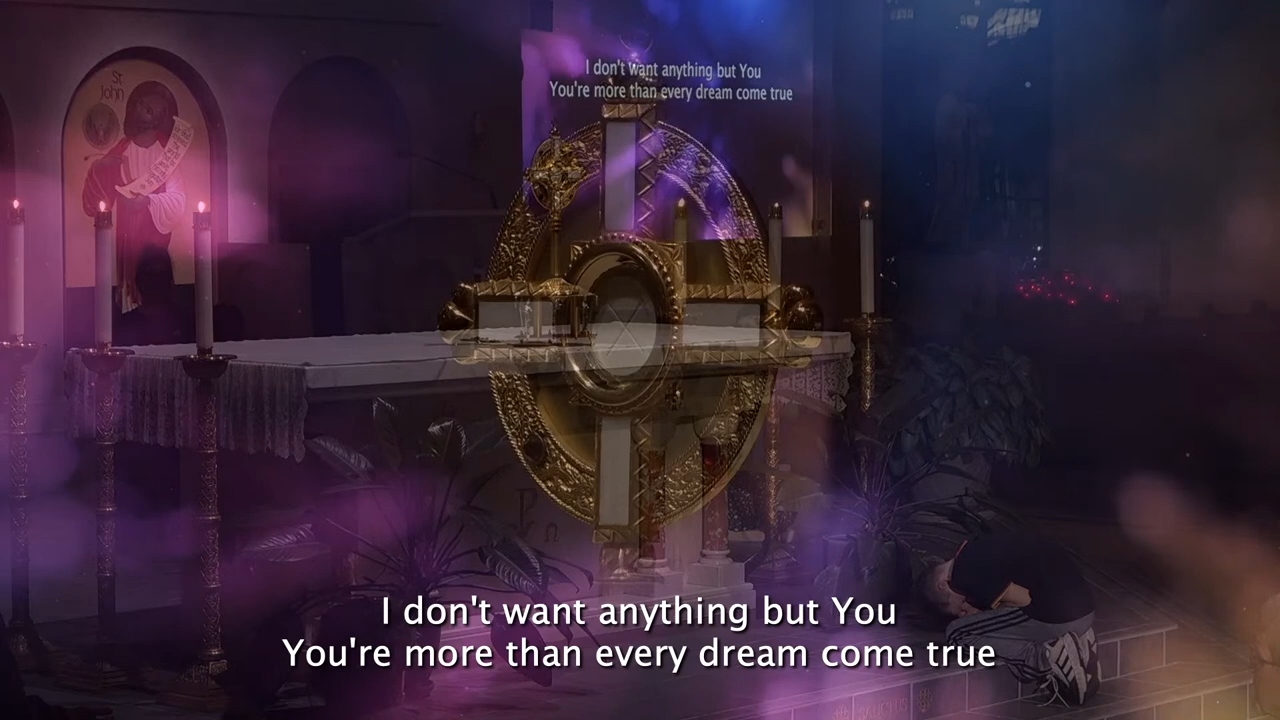 St
John
I don't want anything but You
You're more than every dream come true
I don't want anything but You
You're more than every dream come true